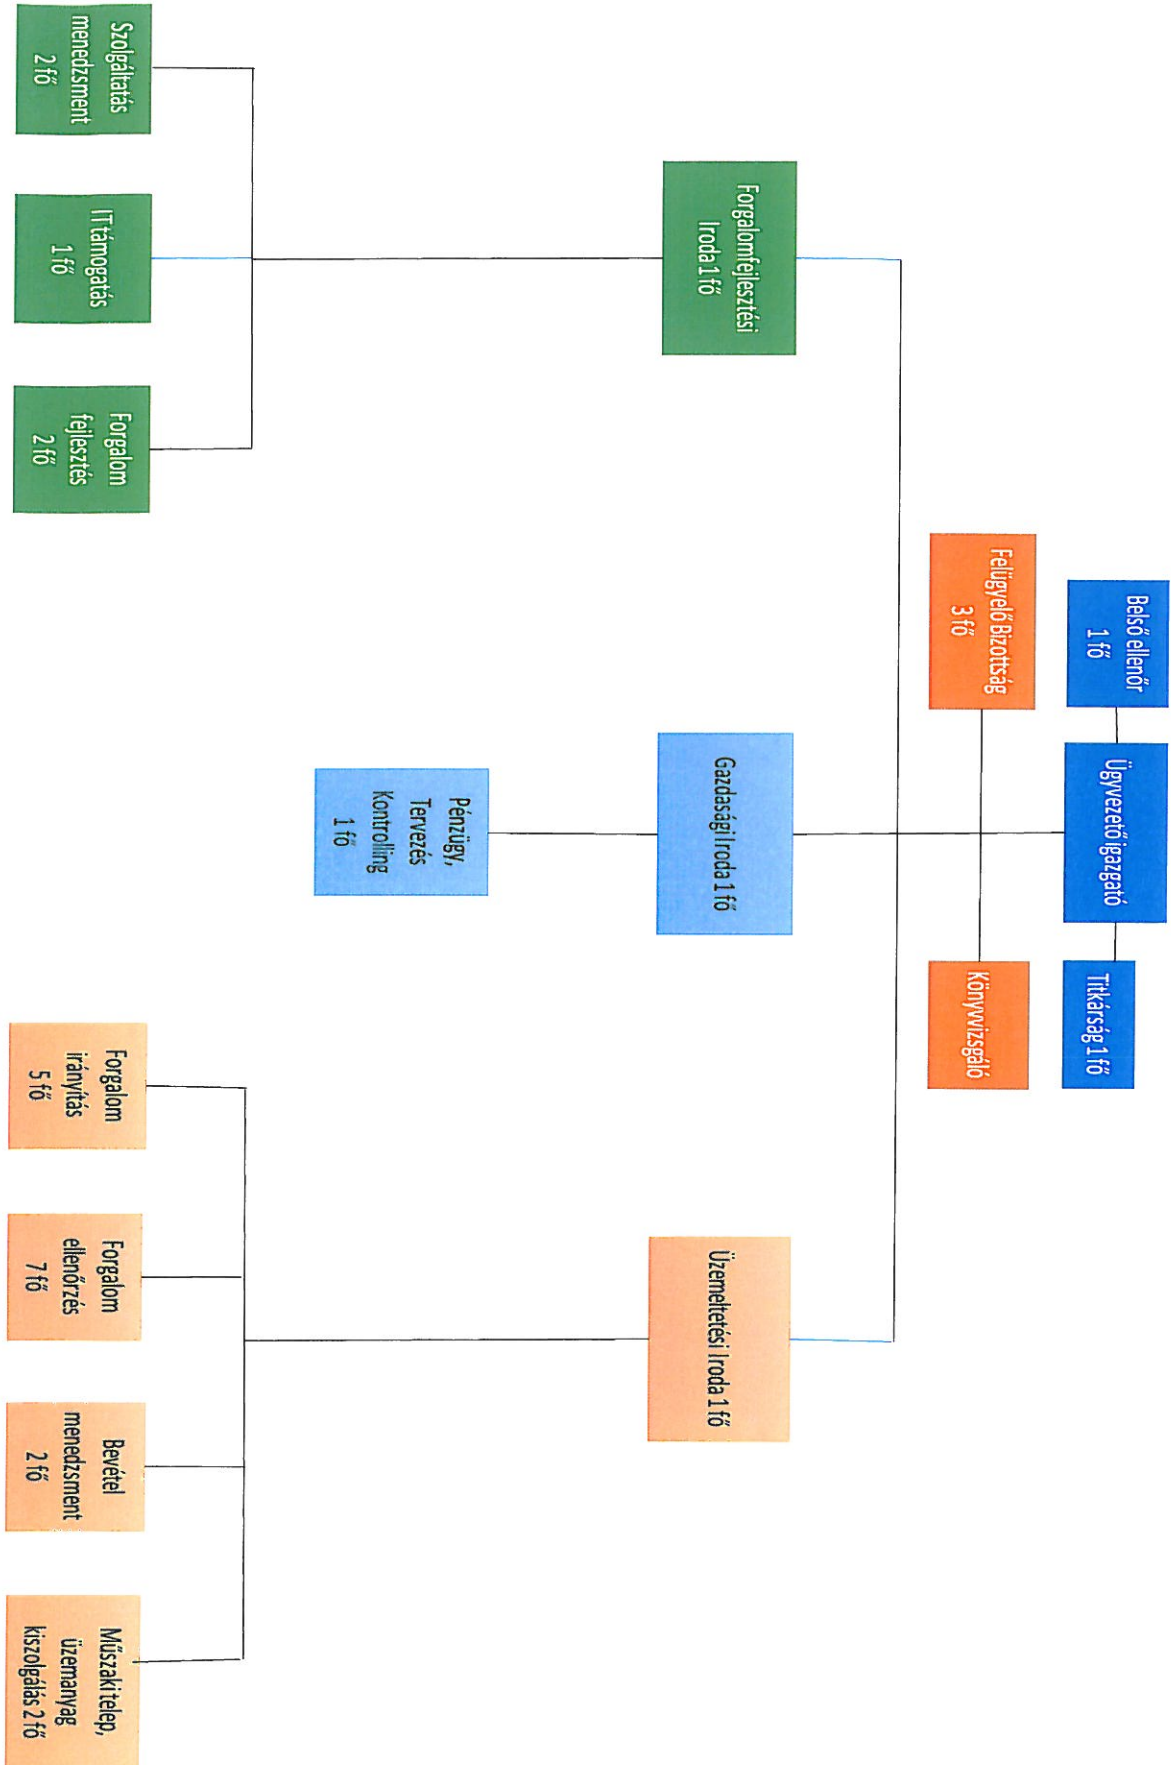 Belső ellenőr
1 fő
Ügyvezető igazgató
Titkárság 1 fő
Felügyelő Bizottság
3 fő
Könyvvizsgáló
Forgalomfejlesztési
Iroda 1 fő
Gazdasági Iroda 1 fő
Üzemeltetési Iroda 1 fő
Pénzügy,
Tervezés
Kontrolling
1 fő
Szolgáltatás
menedzsment
2 fő
IT támogatás
1 fő
Forgalom
fejlesztés
2 fő
Forgalom
irányítás
5 fő
Forgalom
ellenőrzés
7 fő
Bevétel
menedzsment
2 fő
Műszaki telep,
üzemanyag
kiszolgálás 2 fő